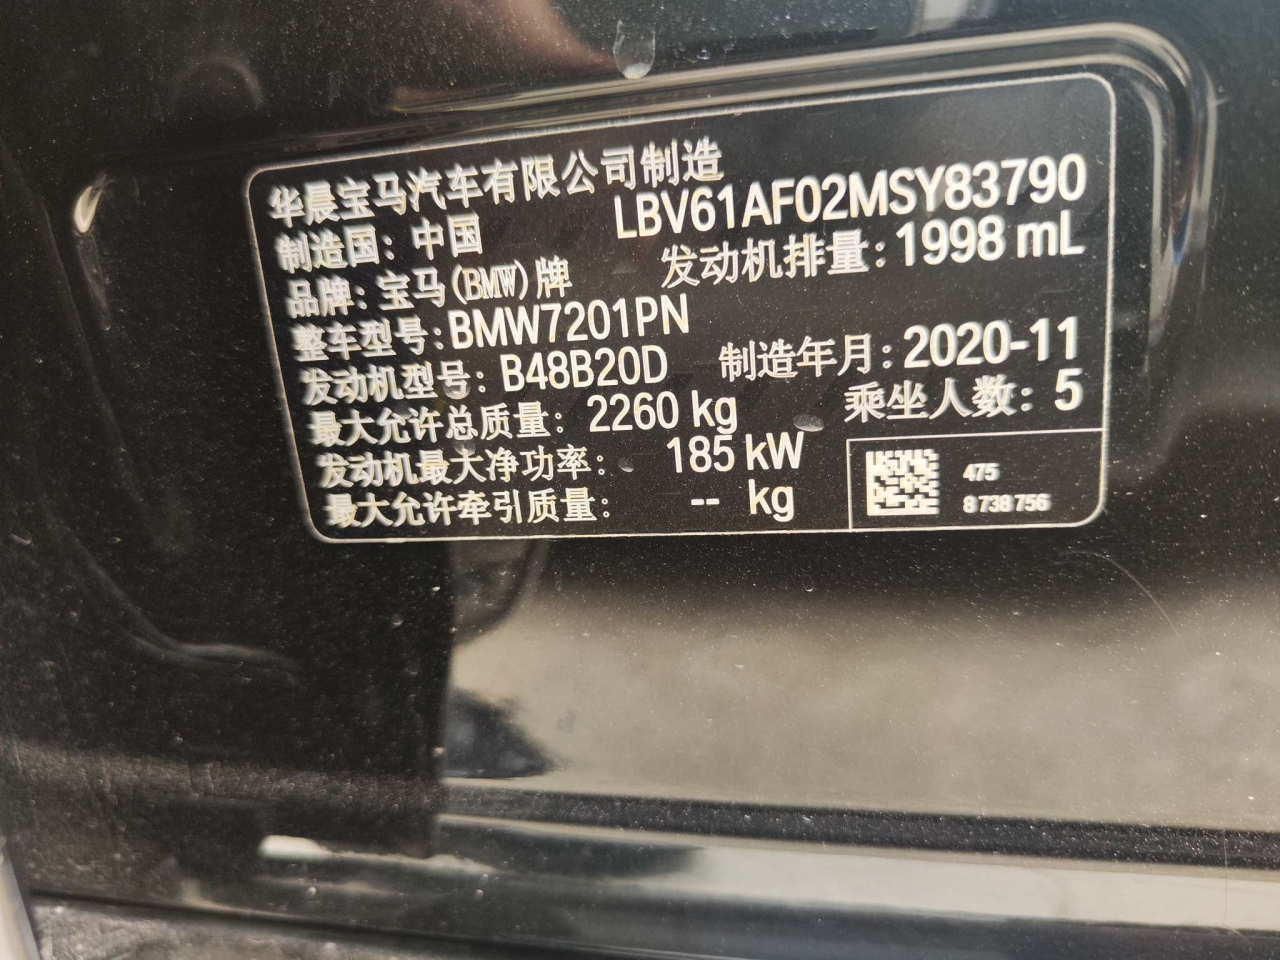 华晨宝马汽车有限公司制造
制造国：中国 LBV61AF02MSY83790
品牌：宝马(BMW)牌 发动机排量：1998 mL
整车型号：BMW7201PN
发动机型号：B48B20D 制造年月：2020-11
最大允许总质量：2260 kg 乘坐人数：5
发动机最大净功率：185 kW
最大允许牵引质量：-- kg
475
8738756